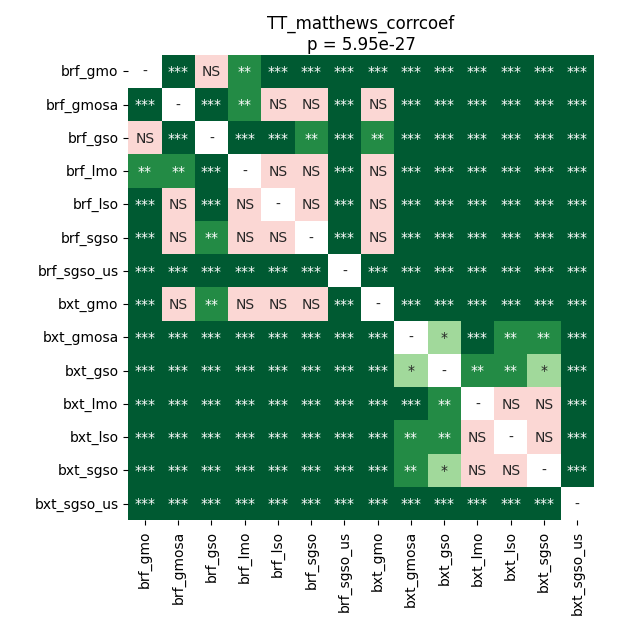 TT_matthews_corrcoef
p = 5.95e-27
brf_gmo - *** NS ** *** *** *** *** *** *** *** *** *** ***
brf_gmosa *** - *** ** NS NS *** NS *** *** *** *** *** ***
brf_gso NS *** - *** *** ** *** ** *** *** *** *** *** ***
brf_lmo ** ** *** - NS NS *** NS *** *** *** *** *** ***
brf_lso *** NS *** NS - NS *** NS *** *** *** *** *** ***
brf_sgso *** NS ** NS NS - *** NS *** *** *** *** *** ***
brf_sgso_us *** *** *** *** *** *** - *** *** *** *** *** *** ***
bxt_gmo *** NS ** NS NS NS *** - *** *** *** *** *** ***
bxt_gmosa *** *** *** *** *** *** *** *** - * *** ** ** ***
bxt_gso *** *** *** *** *** *** *** *** * - ** ** * ***
bxt_lmo *** *** *** *** *** *** *** *** *** ** - NS NS ***
bxt_lso *** *** *** *** *** *** *** *** ** ** NS - NS ***
bxt_sgso *** *** *** *** *** *** *** *** ** * NS NS - ***
bxt_sgso_us *** *** *** *** *** *** *** *** *** *** *** *** *** -
brf_gmo brf_gmosa brf_gso brf_lmo brf_lso brf_sgso brf_sgso_us bxt_gmo bxt_gmosa bxt_gso bxt_lmo bxt_lso bxt_sgso bxt_sgso_us